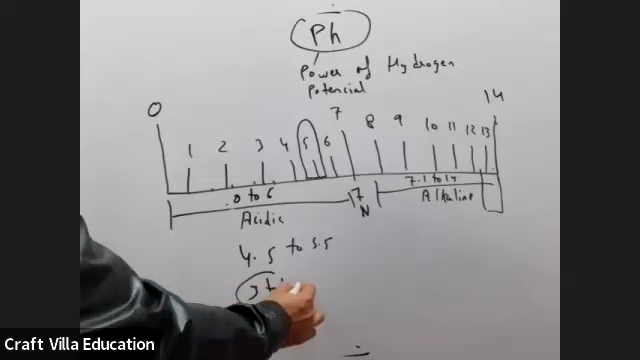 Ph
Power of Hydrogen
Potencial
0 1 2 3 4 5 6 7 8 9 10 11 12 13 14
0 to 6 7 7.1 to 14
Acidic N Alkaline
4.5 to 5.5
Craft Villa Education